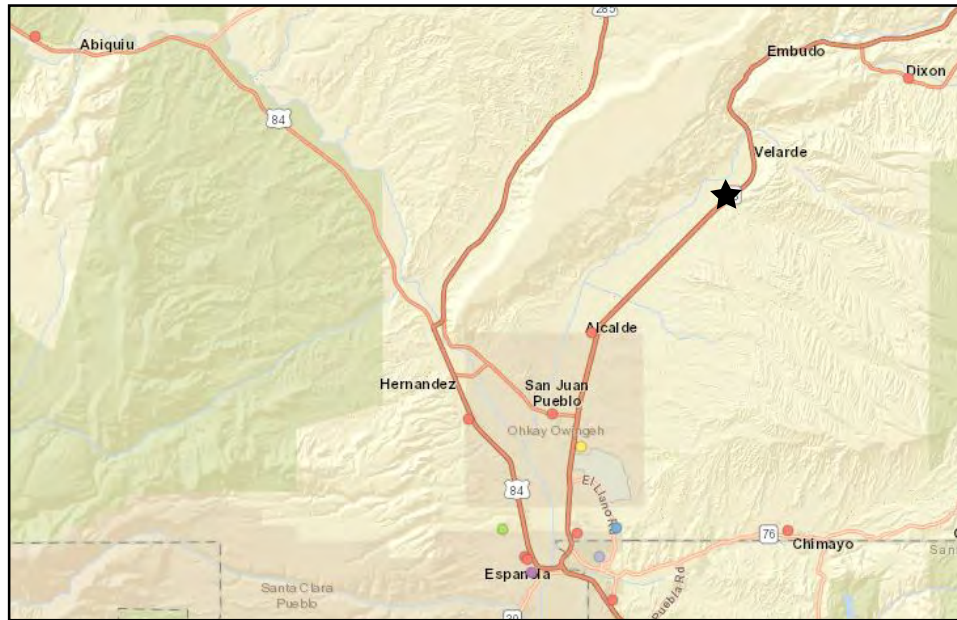 285
Abiquiu
Embudo
Dixon
84
Velarde
Alcalde
Hernandez
San Juan
Pueblo
Ohkay Owingeh
84
El Llano Rd
76
Chimayo
Espanola
Santa Clara
Pueblo
Puebla Rd